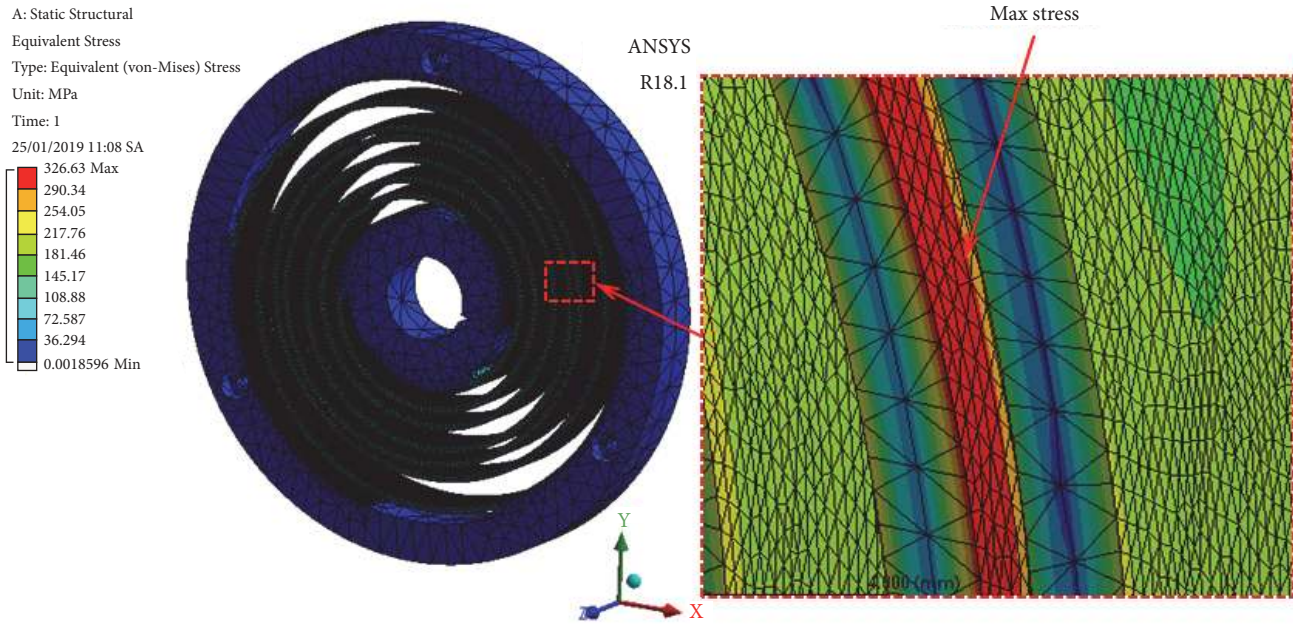 A: Static Structural
Equivalent Stress
Type: Equivalent (von-Mises) Stress
Unit: MPa
Time: 1
25/01/2019 11:08 SA
326.63 Max
290.34
254.05
217.76
181.46
145.17
108.88
72.587
36.294
0.0018596 Min
ANSYS
R18.1
Max stress
(mm)
Y
Z
X